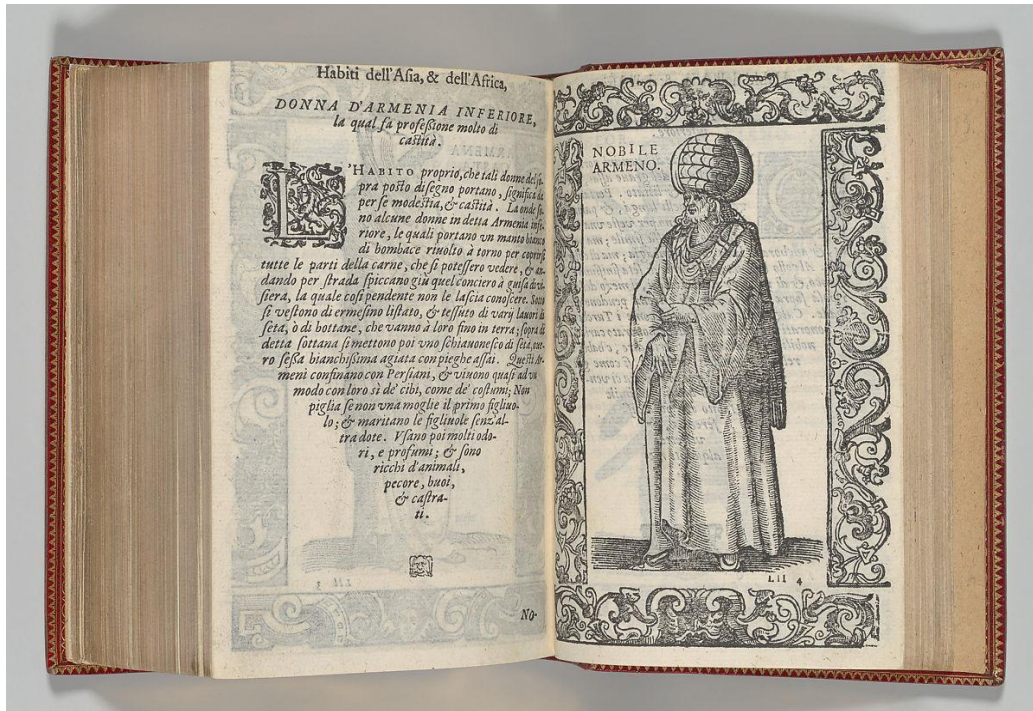 Habiti dell'Asia, & dell'Africa,
DONNA D'ARMENIA INFERIORE,
la qual fa profeßione molto di
castità.
L'HABITO proprio, che tali donne del so-
pra posto disegno portano, significa da
per se modestia, & castità. La onde so-
no alcune donne in detta Armenia infe-
riore, le quali portano vn manto bianco
di bombace riuolto à torno per coprirsi
tutte le parti della carne, che si potessero vedere, & an-
dando per strada spiccano giù quel conciero à guisa di vi-
siera, la quale cosi pendente non le lascia conoscere. Sotto
si vestono di ermesino listato, & tessuto di varij lauori di
seta, ò di bottane, che vanno à loro fino in terra; sopra di
detta sottana si mettono poi vno schiauonesco di seta, oue-
ro seßa bianchißima agiata con pieghe assai. Questi Ar-
meni confinano con Persiani, & viuono quasi ad vn
modo con loro sì de' cibi, come de' costumi; Non
piglia se non vna moglie il primo figliuo-
lo; & maritano le figliuole senz'al-
tra dote. Vsano poi molti odo-
ri, e profumi; & sono
ricchi d'animali,
pecore, buoi,
& castra-
ti.
NO-
NOBILE
ARMENO.
LII 4